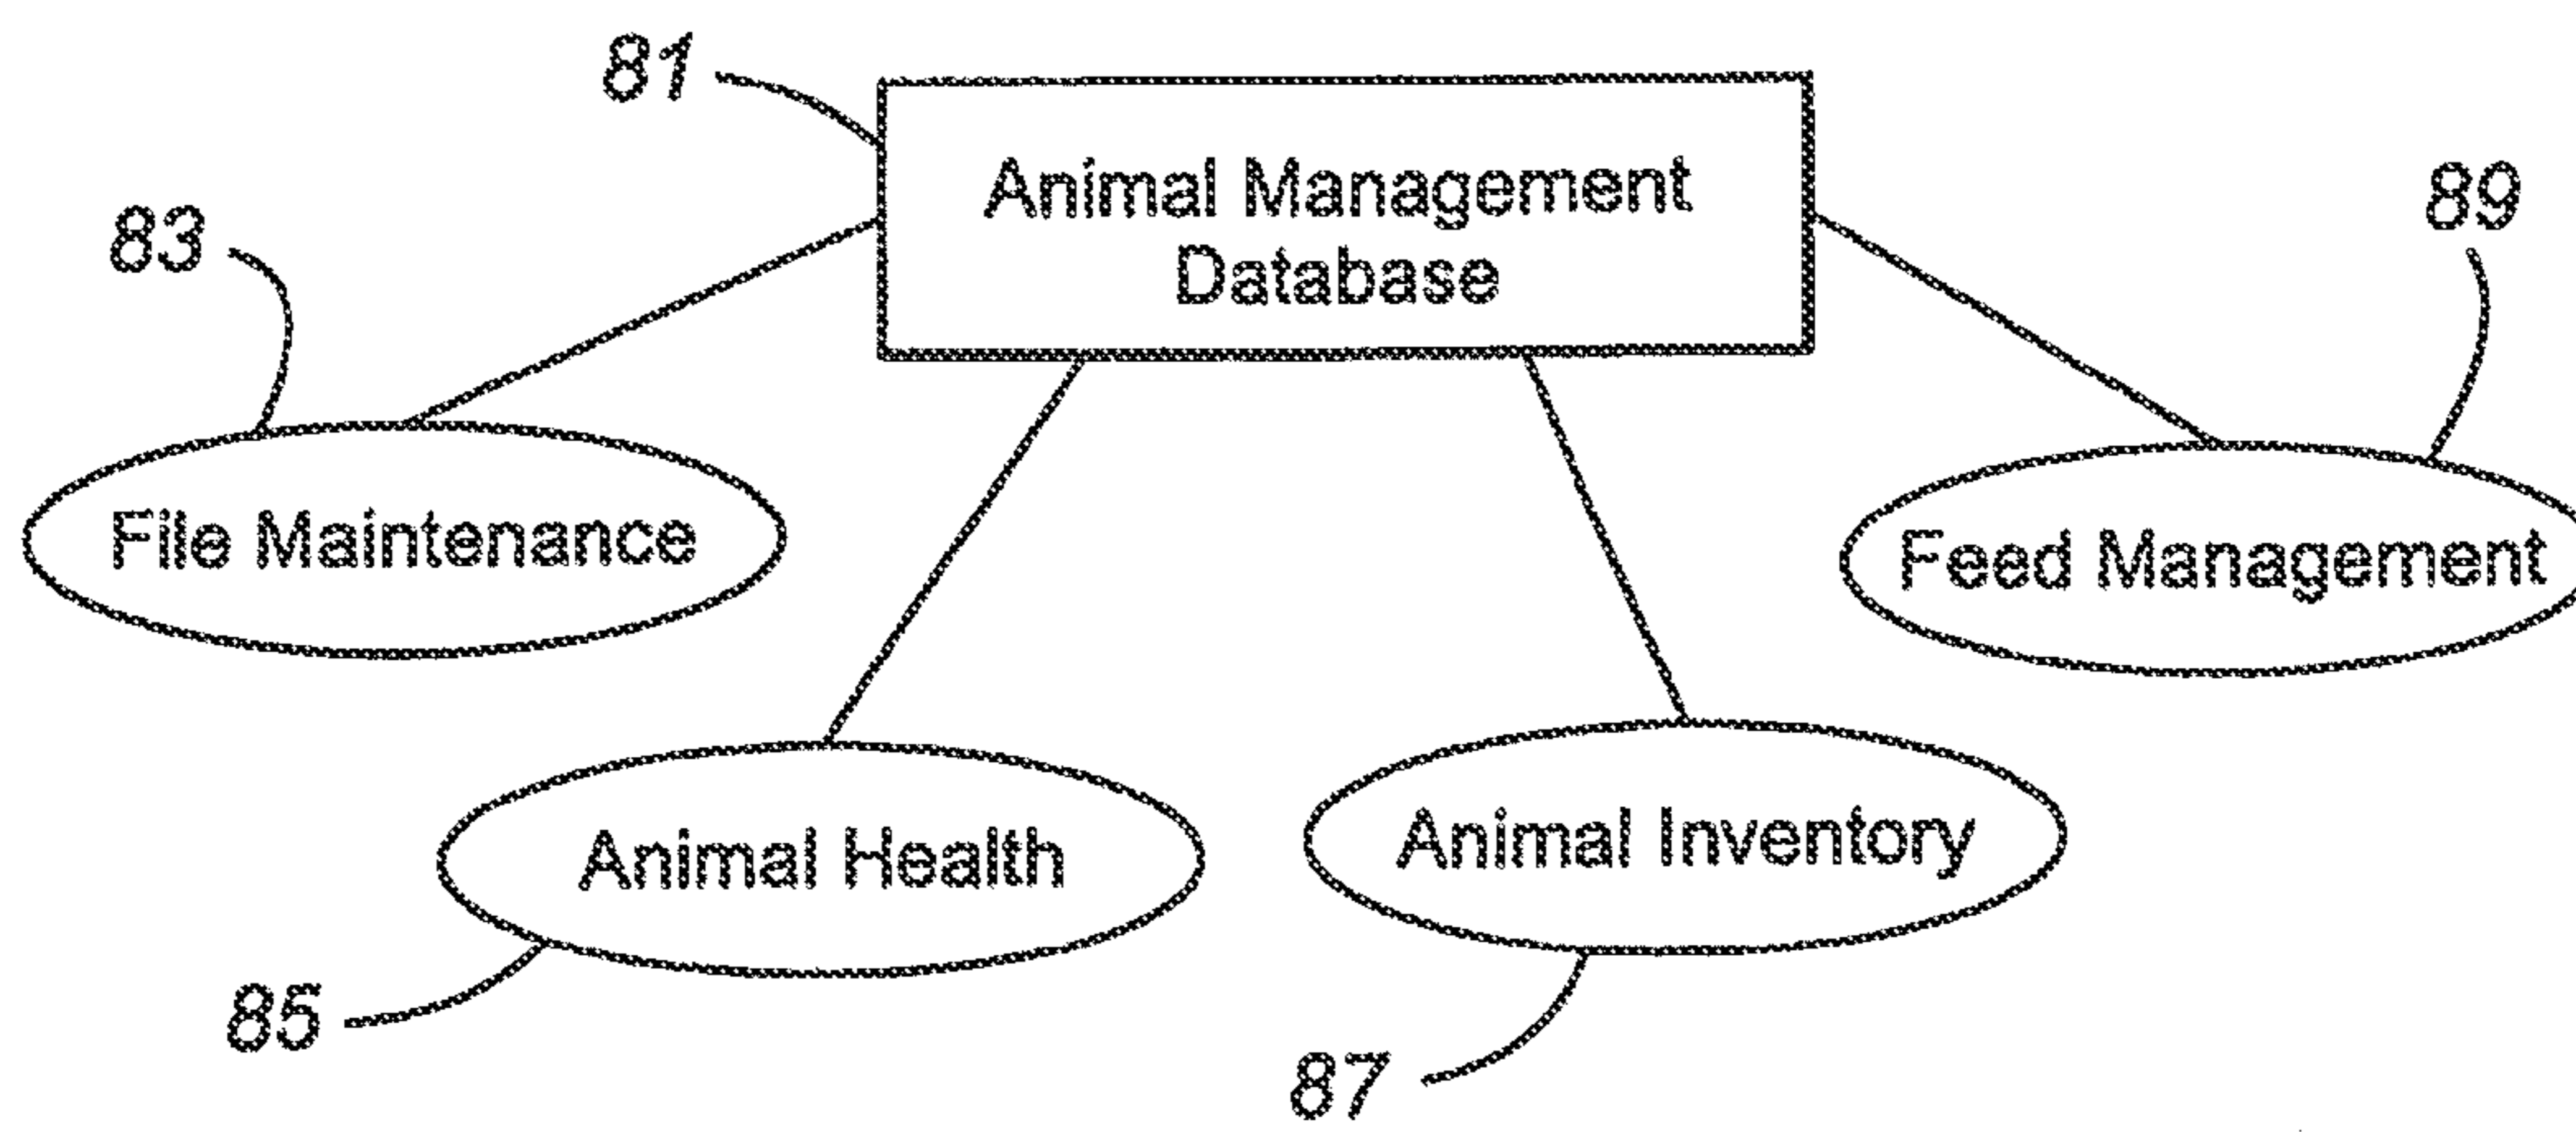 81
Animal Management
Database
83
89
File Maintenance
Feed Management
Animal Health
Animal Inventory
85
87